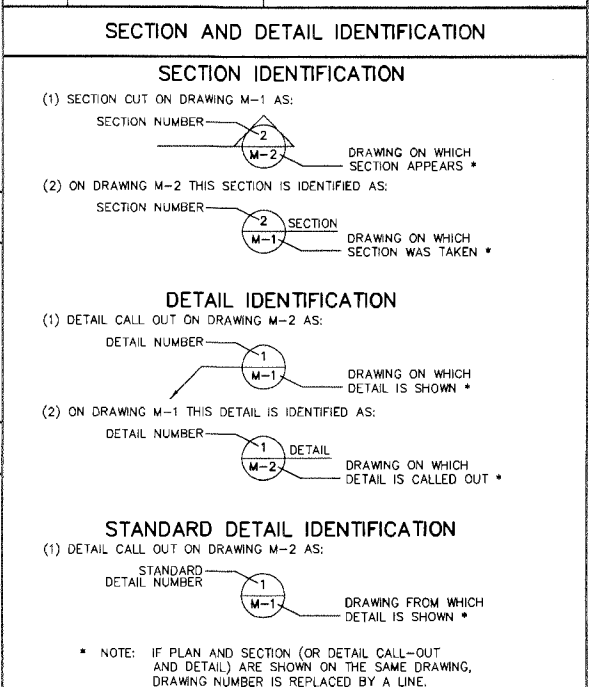 SECTION AND DETAIL IDENTIFICATION
SECTION IDENTIFICATION
(1) SECTION CUT ON DRAWING M-1 AS:
SECTION NUMBER
2
M-2
DRAWING ON WHICH
SECTION APPEARS *
(2) ON DRAWING M-2 THIS SECTION IS IDENTIFIED AS:
SECTION NUMBER
2 SECTION
M-1
DRAWING ON WHICH
SECTION WAS TAKEN *
DETAIL IDENTIFICATION
(1) DETAIL CALL OUT ON DRAWING M-2 AS:
DETAIL NUMBER
1
M-1
DRAWING ON WHICH
DETAIL IS SHOWN *
(2) ON DRAWING M-1 THIS DETAIL IS IDENTIFIED AS:
DETAIL NUMBER
1 DETAIL
M-2
DRAWING ON WHICH
DETAIL IS CALLED OUT *
STANDARD DETAIL IDENTIFICATION
(1) DETAIL CALL OUT ON DRAWING M-2 AS:
STANDARD
DETAIL NUMBER
1
M-1
DRAWING FROM WHICH
DETAIL IS SHOWN *
* NOTE: IF PLAN AND SECTION (OR DETAIL CALL-OUT
AND DETAIL) ARE SHOWN ON THE SAME DRAWING,
DRAWING NUMBER IS REPLACED BY A LINE.